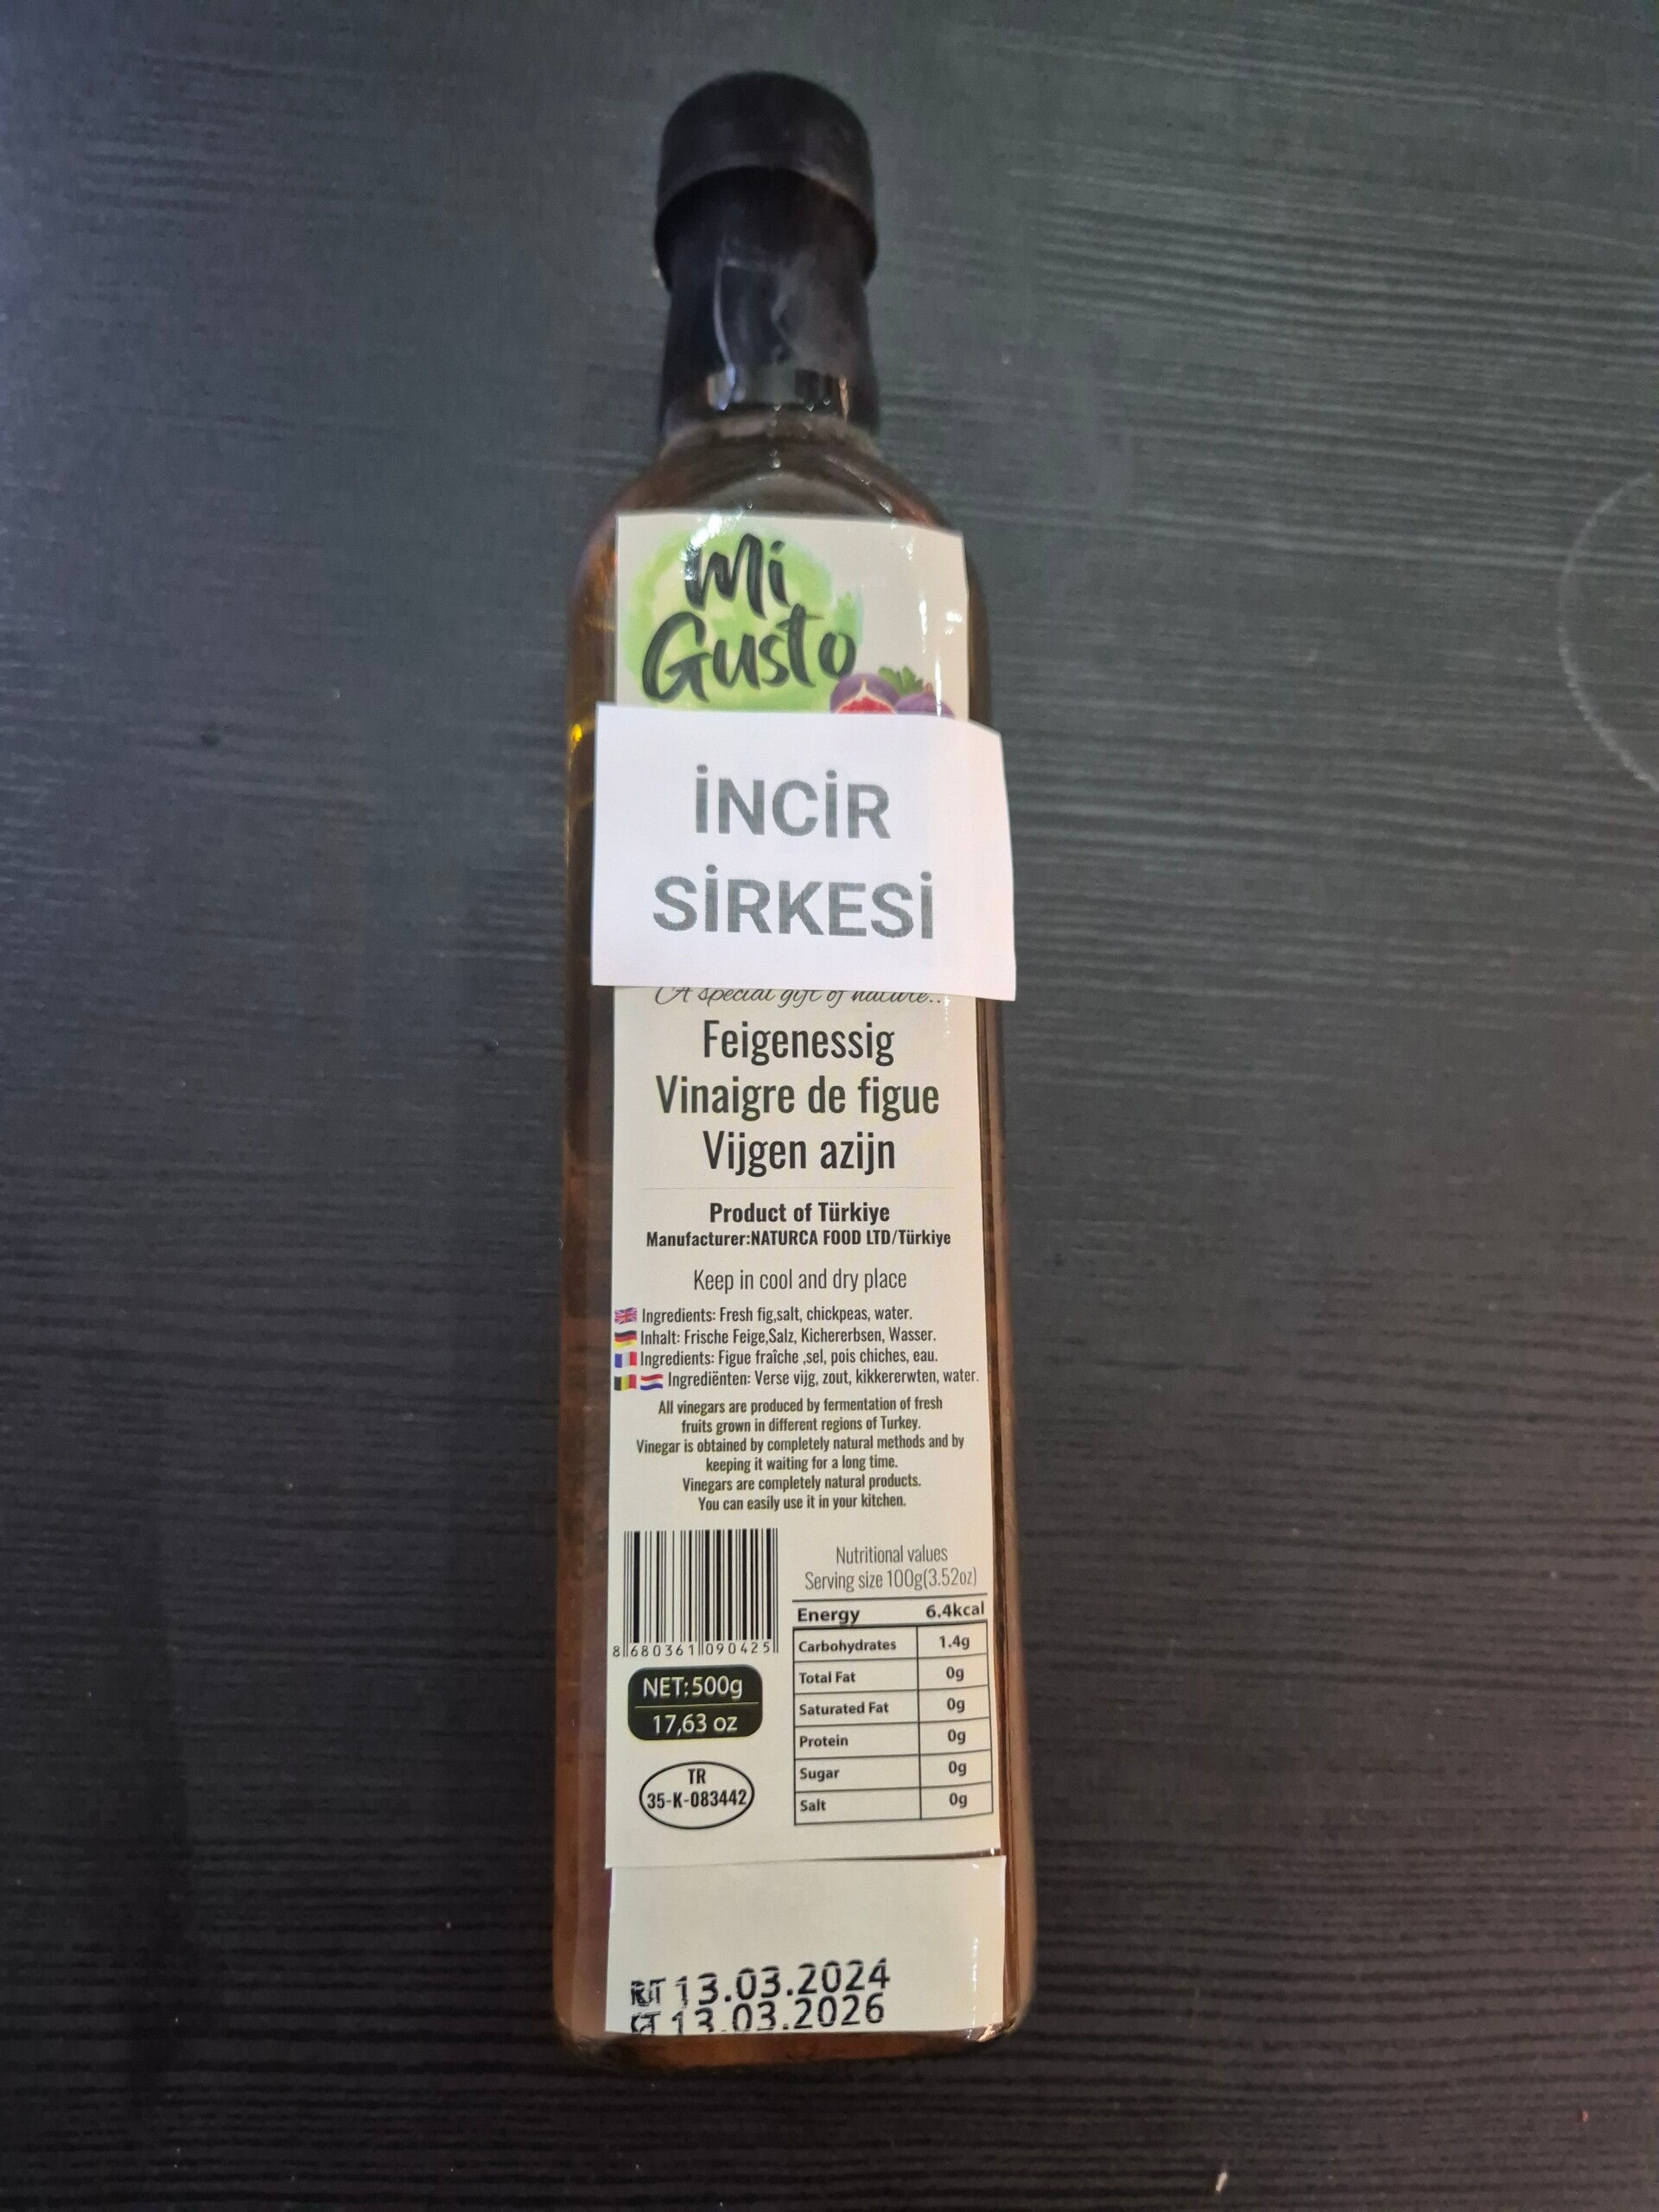 Mi
Gusto
İNCİR
SİRKESİ
A special gift of nature..
Feigenessig
Vinaigre de figue
Vijgen azijn
Product of Türkiye
Manufacturer:NATURCA FOOD LTD/Türkiye
Keep in cool and dry place
Ingredients: Fresh fig,salt, chickpeas, water.
Inhalt: Frische Feige,Salz, Kichererbsen, Wasser.
Ingredients: Figue fraîche ,sel, pois chiches, eau.
Ingrediënten: Verse vijg, zout, kikkererwten, water.
All vinegars are produced by fermentation of fresh
fruits grown in different regions of Turkey.
Vinegar is obtained by completely natural methods and by
keeping it waiting for a long time.
Vinegars are completely natural products.
You can easily use it in your kitchen.
8 680361 090425
NET:500g
17,63 oz
TR
35-K-083442
Nutritional values
Serving size 100g(3.52oz)
Energy 6.4kcal
Carbohydrates 1.4g
Total Fat 0g
Saturated Fat 0g
Protein 0g
Sugar 0g
Salt 0g
13.03.2024
13.03.2026